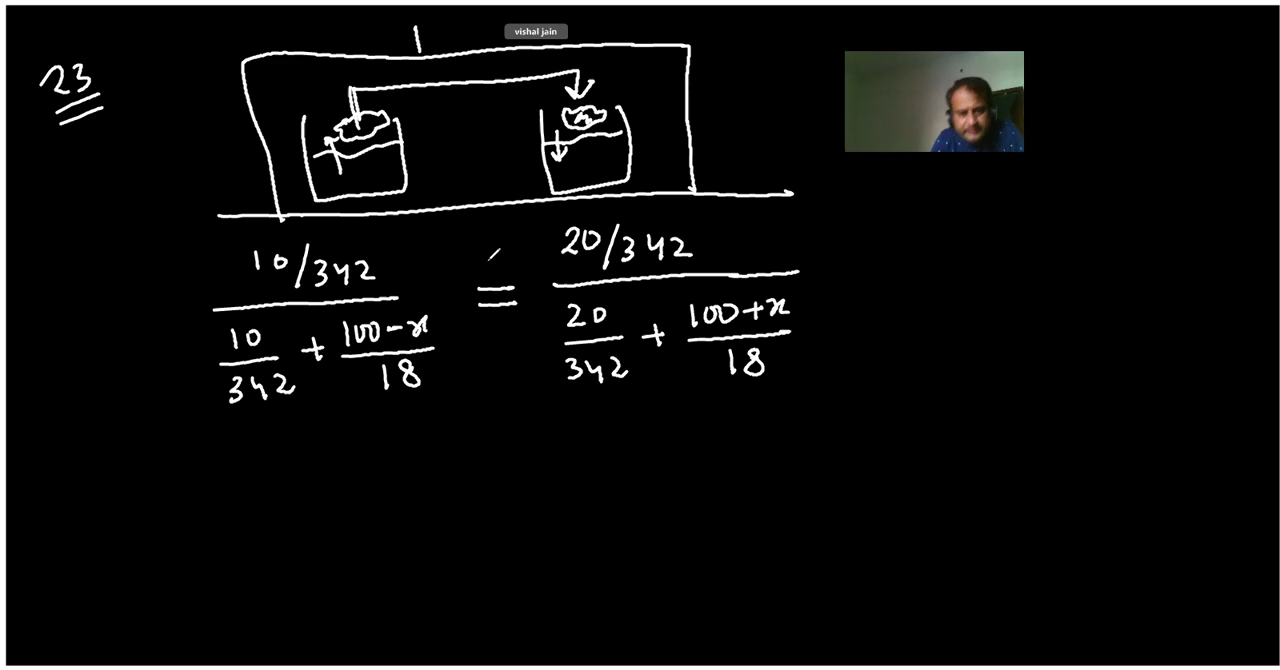 vishal jain
23
10/342 = 20/342
10 + 100-x 20 + 100+x
342 18 342 18